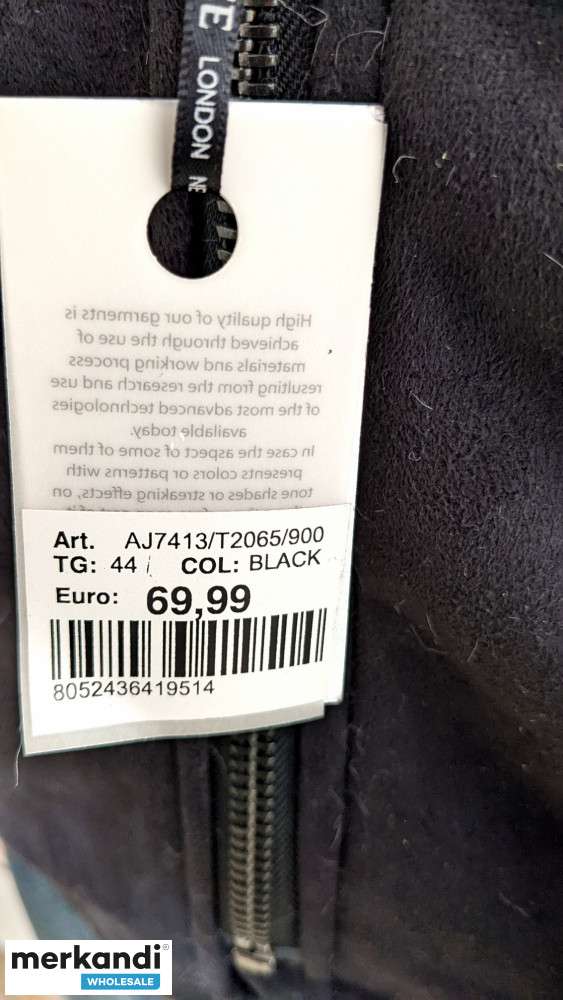 E LONDON NE
High quality of our garments is
achieved through the use of
materials and working process
resulting from the research and use
of the most advanced technologies
available today.
In case the aspect of some of them
presents colors or patterns with
tone shades or streaking effects, on
Art. AJ7413/T2065/900
TG: 44 COL: BLACK
Euro: 69,99
8052436419514
merkandi®
WHOLESALE